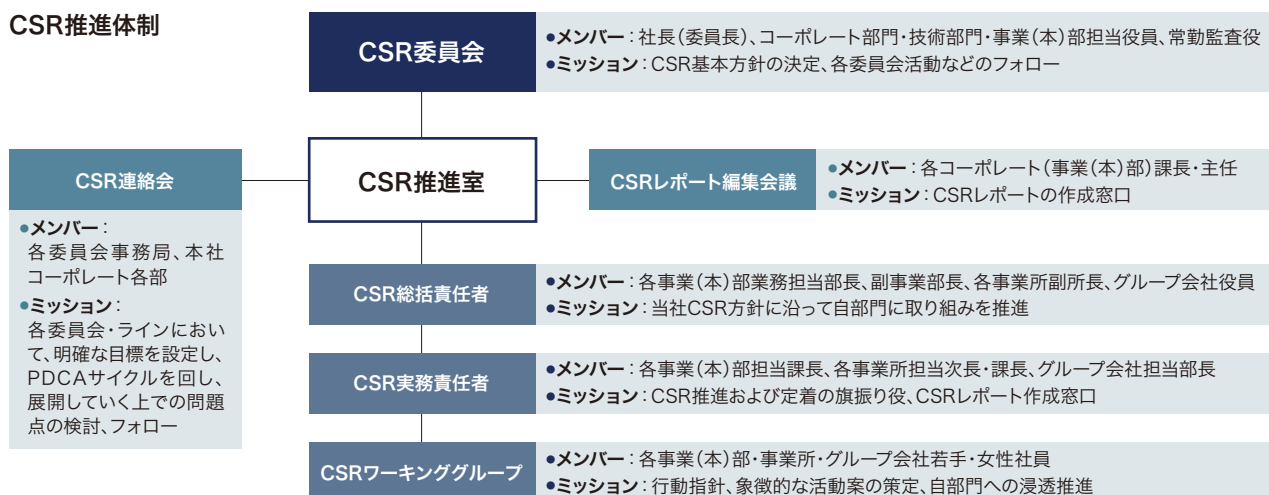 CSR推進体制
CSR委員会
●メンバー：社長（委員長）、コーポレート部門・技術部門・事業（本）部担当役員、常勤監査役
●ミッション：CSR基本方針の決定、各委員会活動などのフォロー
CSR連絡会
●メンバー：
各委員会事務局、本社
コーポレート各部
●ミッション：
各委員会・ラインにおい
て、明確な目標を設定し、
PDCAサイクルを回し、
展開していく上での問題
点の検討、フォロー
CSR推進室
CSRレポート編集会議
●メンバー：各コーポレート（事業（本）部）課長・主任
●ミッション：CSRレポートの作成窓口
CSR総括責任者
●メンバー：各事業（本）部業務担当部長、副事業部長、各事業所副所長、グループ会社役員
●ミッション：当社CSR方針に沿って自部門に取り組みを推進
CSR実務責任者
●メンバー：各事業（本）部担当課長、各事業所担当次長・課長、グループ会社担当部長
●ミッション：CSR推進および定着の旗振り役、CSRレポート作成窓口
CSRワーキンググループ
●メンバー：各事業（本）部・事業所・グループ会社若手・女性社員
●ミッション：行動指針、象徴的な活動案の策定、自部門への浸透推進